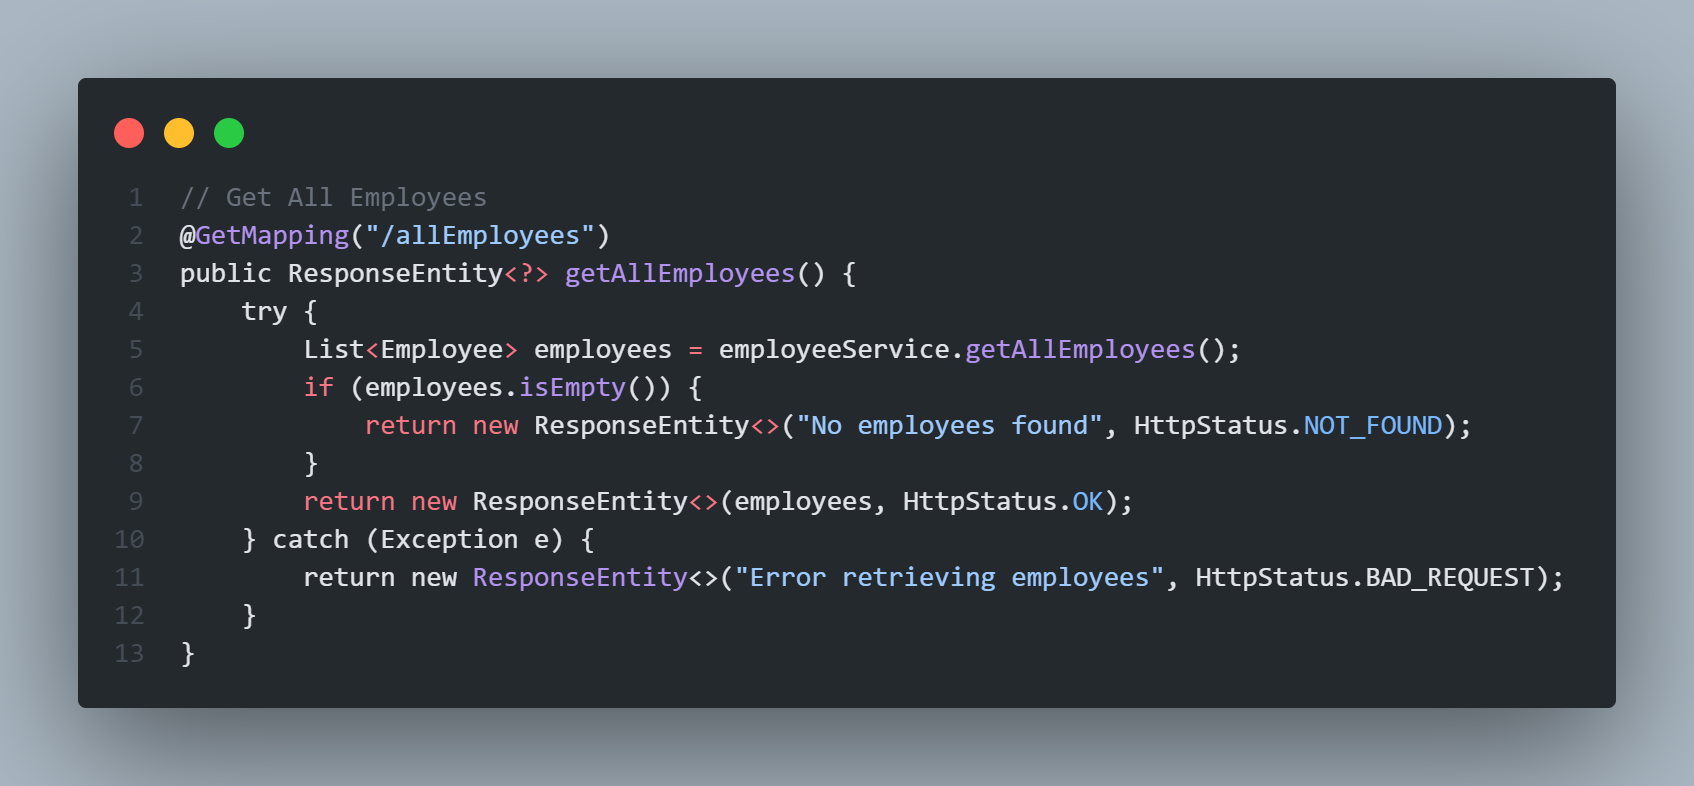 1 // Get All Employees
2 @GetMapping("/allEmployees")
3 public ResponseEntity<?> getAllEmployees() {
4     try {
5         List<Employee> employees = employeeService.getAllEmployees();
6         if (employees.isEmpty()) {
7             return new ResponseEntity<>("No employees found", HttpStatus.NOT_FOUND);
8         }
9         return new ResponseEntity<>(employees, HttpStatus.OK);
10     } catch (Exception e) {
11         return new ResponseEntity<>("Error retrieving employees", HttpStatus.BAD_REQUEST);
12     }
13 }